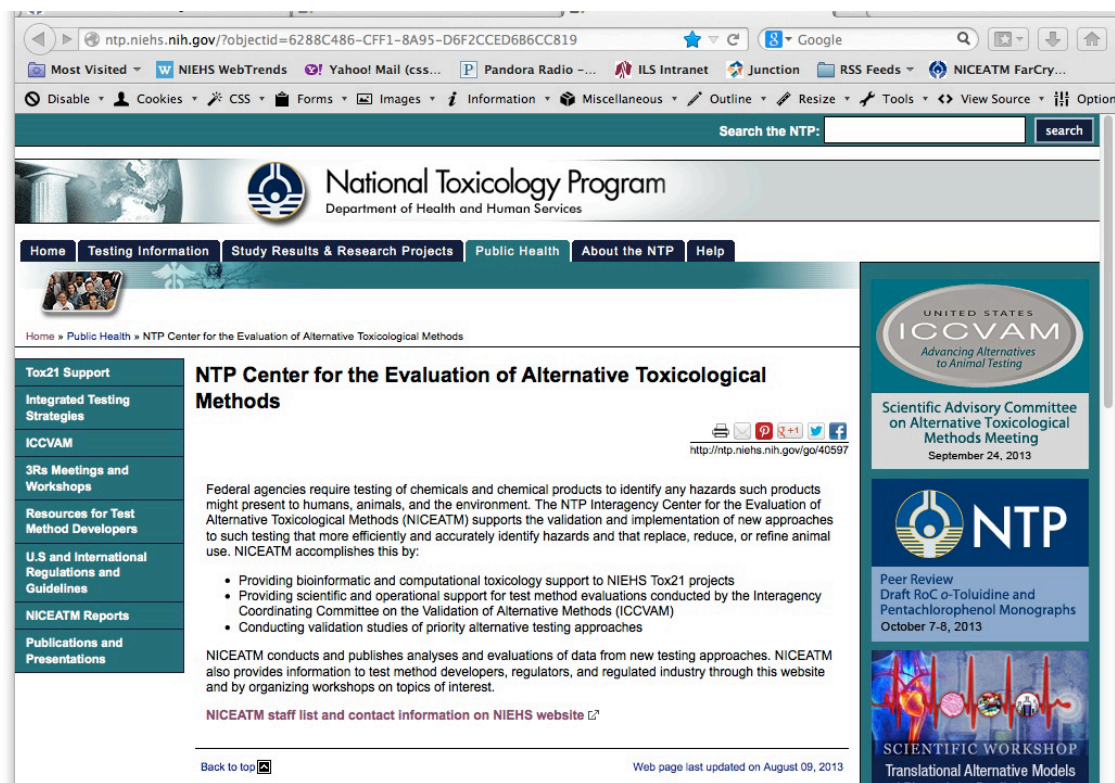 ntp.niehs.nih.gov/?objectid=6288C486-CFF1-8A95-D6F2CCED6B6CC819
Google
Most Visited
NIEHS WebTrends
Yahoo! Mail (css...
Pandora Radio –...
ILS Intranet
Junction
RSS Feeds
NICEATM FarCry...
Disable
Cookies
CSS
Forms
Images
Information
Miscellaneous
Outline
Resize
Tools
View Source
Option
Search the NTP:
search
National Toxicology Program
Department of Health and Human Services
Home
Testing Information
Study Results & Research Projects
Public Health
About the NTP
Help
Home » Public Health » NTP Center for the Evaluation of Alternative Toxicological Methods
Tox21 Support
Integrated Testing
Strategies
ICCVAM
3Rs Meetings and
Workshops
Resources for Test
Method Developers
U.S and International
Regulations and
Guidelines
NICEATM Reports
Publications and
Presentations
NTP Center for the Evaluation of Alternative Toxicological
Methods
+1
http://ntp.niehs.nih.gov/go/40597
Federal agencies require testing of chemicals and chemical products to identify any hazards such products
might present to humans, animals, and the environment. The NTP Interagency Center for the Evaluation of
Alternative Toxicological Methods (NICEATM) supports the validation and implementation of new approaches
to such testing that more efficiently and accurately identify hazards and that replace, reduce, or refine animal
use. NICEATM accomplishes this by:
• Providing bioinformatic and computational toxicology support to NIEHS Tox21 projects
• Providing scientific and operational support for test method evaluations conducted by the Interagency
Coordinating Committee on the Validation of Alternative Methods (ICCVAM)
• Conducting validation studies of priority alternative testing approaches
NICEATM conducts and publishes analyses and evaluations of data from new testing approaches. NICEATM
also provides information to test method developers, regulators, and regulated industry through this website
and by organizing workshops on topics of interest.
NICEATM staff list and contact information on NIEHS website
Back to top
Web page last updated on August 09, 2013
UNITED STATES
ICCVAM
Advancing Alternatives
to Animal Testing
Scientific Advisory Committee
on Alternative Toxicological
Methods Meeting
September 24, 2013
NTP
Peer Review
Draft RoC o-Toluidine and
Pentachlorophenol Monographs
October 7-8, 2013
SCIENTIFIC WORKSHOP
Translational Alternative Models